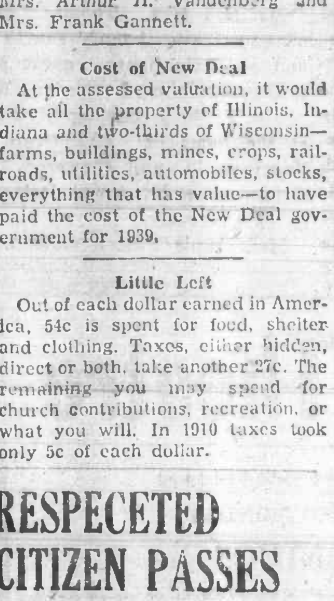 Mrs. Arthur H. Vandenberg and
Mrs. Frank Gannett.
Cost of New Deal
At the assessed valuation, it would
take all the property of Illinois, In-
diana and two-thirds of Wisconsin—
farms, buildings, mines, crops, rail-
roads, utilities, automobiles, stocks,
everything that has value—to have
paid the cost of the New Deal gov-
ernment for 1939.
Little Left
Out of each dollar earned in Amer-
ica, 54c is spent for food, shelter
and clothing. Taxes, either hidden,
direct or both, take another 27c. The
remaining you may spend for
church contributions, recreation, or
what you will. In 1910 taxes took
only 5c of each dollar.
RESPECETED
CITIZEN PASSES